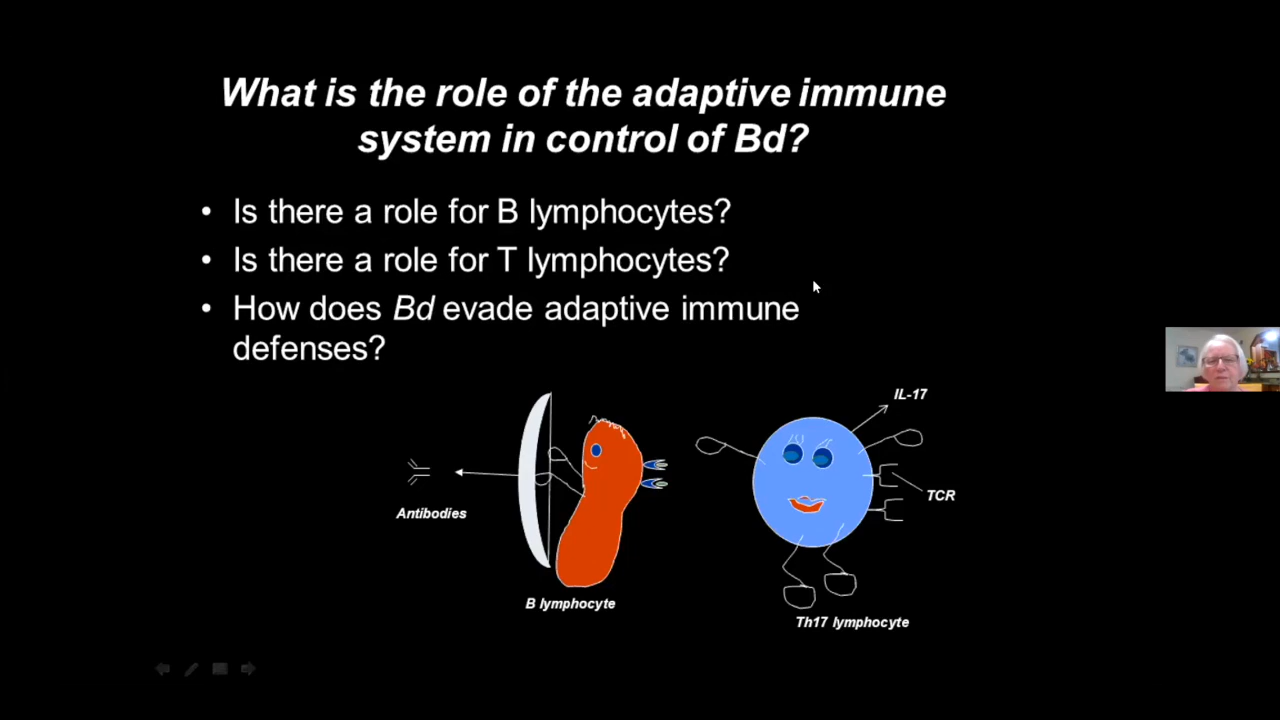 What is the role of the adaptive immune
system in control of Bd?
• Is there a role for B lymphocytes?
• Is there a role for T lymphocytes?
• How does Bd evade adaptive immune
defenses?
IL-17
TCR
Antibodies
B lymphocyte
Th17 lymphocyte